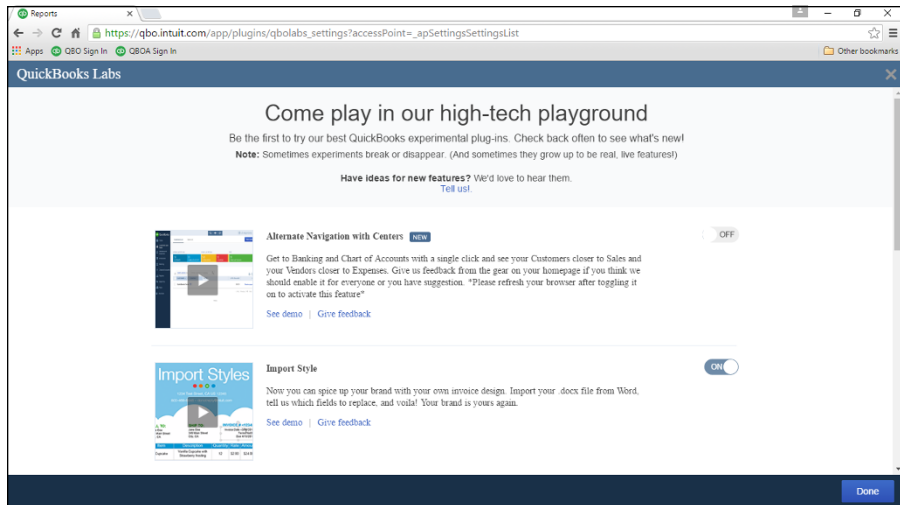 Reports
https://qbo.intuit.com/app/plugins/qbolabs_settings?accessPoint=_apSettingsSettingsList
Apps QBO Sign In QBOA Sign In Other bookmarks
QuickBooks Labs
Come play in our high-tech playground
Be the first to try our best QuickBooks experimental plug-ins. Check back often to see what's new!
Note: Sometimes experiments break or disappear. (And sometimes they grow up to be real, live features!)
Have ideas for new features? We'd love to hear them.
Tell us!.
Alternate Navigation with Centers NEW
OFF
Get to Banking and Chart of Accounts with a single click and see your Customers closer to Sales and
your Vendors closer to Expenses. Give us feedback from the gear on your homepage if you think we
should enable it for everyone or you have suggestion. *Please refresh your browser after toggling it
on to activate this feature*
See demo | Give feedback
Import Styles
Import Style
ON
Now you can spice up your brand with your own invoice design. Import your .docx file from Word,
tell us which fields to replace, and voila! Your brand is yours again.
See demo | Give feedback
Done